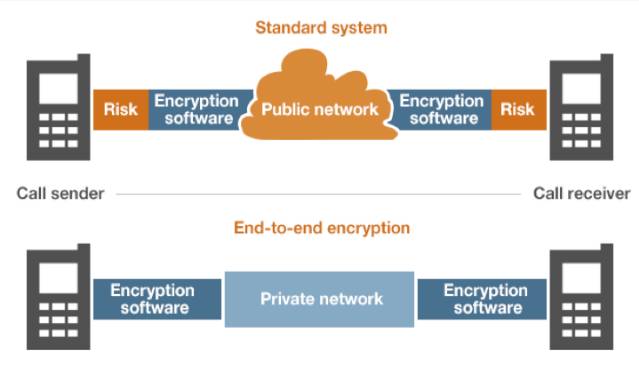 Standard system
Risk
Encryption
software
Public network
Encryption
software
Risk
Call sender
Call receiver
End-to-end encryption
Encryption
software
Private network
Encryption
software